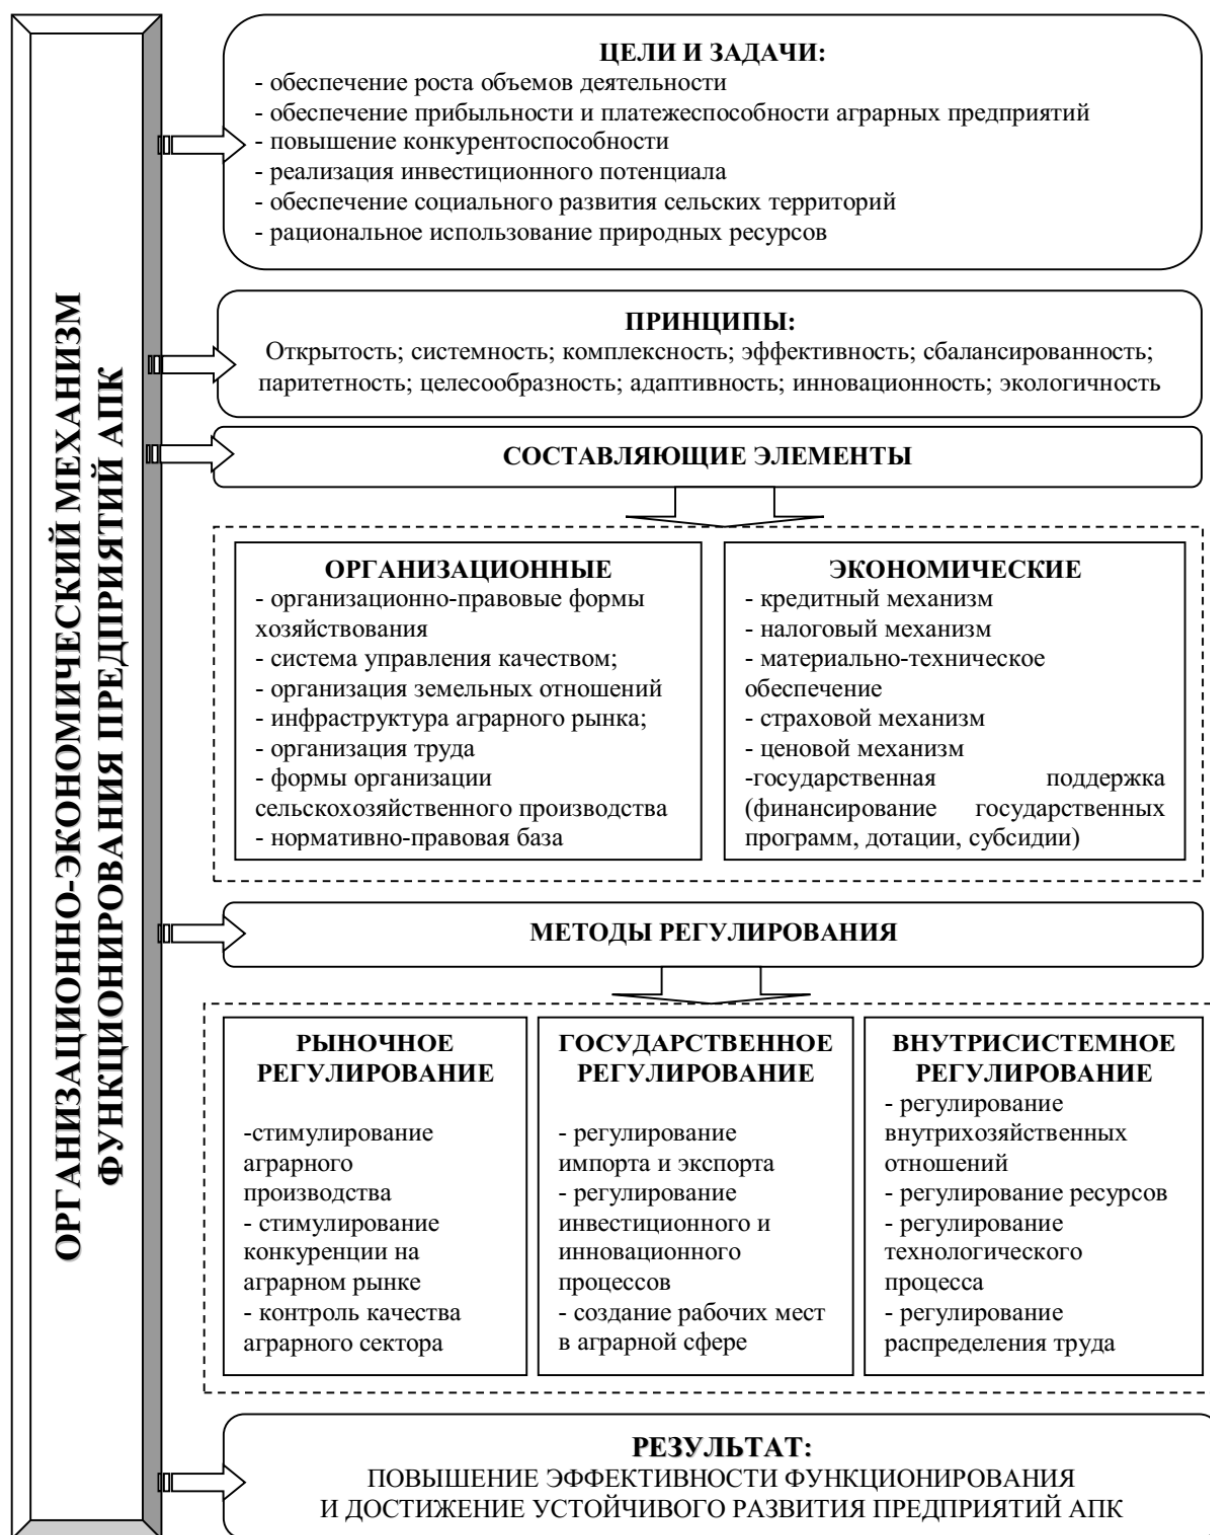 ОРГАНИЗАЦИОННО-ЭКОНОМИЧЕСКИЙ МЕХАНИЗМ
ФУНКЦИОНИРОВАНИЯ ПРЕДПРИЯТИЙ АПК
ЦЕЛИ И ЗАДАЧИ:
- обеспечение роста объемов деятельности
- обеспечение прибыльности и платежеспособности аграрных предприятий
- повышение конкурентоспособности
- реализация инвестиционного потенциала
- обеспечение социального развития сельских территорий
- рациональное использование природных ресурсов
ПРИНЦИПЫ:
Открытость; системность; комплексность; эффективность; сбалансированность;
паритетность; целесообразность; адаптивность; инновационность; экологичность
СОСТАВЛЯЮЩИЕ ЭЛЕМЕНТЫ
ОРГАНИЗАЦИОННЫЕ
- организационно-правовые формы
хозяйствования
- система управления качеством;
- организация земельных отношений
- инфраструктура аграрного рынка;
- организация труда
- формы организации
сельскохозяйственного производства
- нормативно-правовая база
ЭКОНОМИЧЕСКИЕ
- кредитный механизм
- налоговый механизм
- материально-техническое
обеспечение
- страховой механизм
- ценовой механизм
-государственная поддержка
(финансирование государственных
программ, дотации, субсидии)
МЕТОДЫ РЕГУЛИРОВАНИЯ
РЫНОЧНОЕ
РЕГУЛИРОВАНИЕ
-стимулирование
аграрного
производства
- стимулирование
конкуренции на
аграрном рынке
- контроль качества
аграрного сектора
ГОСУДАРСТВЕННОЕ
РЕГУЛИРОВАНИЕ
- регулирование
импорта и экспорта
- регулирование
инвестиционного и
инновационного
процессов
- создание рабочих мест
в аграрной сфере
ВНУТРИСИСТЕМНОЕ
РЕГУЛИРОВАНИЕ
- регулирование
внутрихозяйственных
отношений
- регулирование ресурсов
- регулирование
технологического
процесса
- регулирование
распределения труда
РЕЗУЛЬТАТ:
ПОВЫШЕНИЕ ЭФФЕКТИВНОСТИ ФУНКЦИОНИРОВАНИЯ
И ДОСТИЖЕНИЕ УСТОЙЧИВОГО РАЗВИТИЯ ПРЕДПРИЯТИЙ АПК